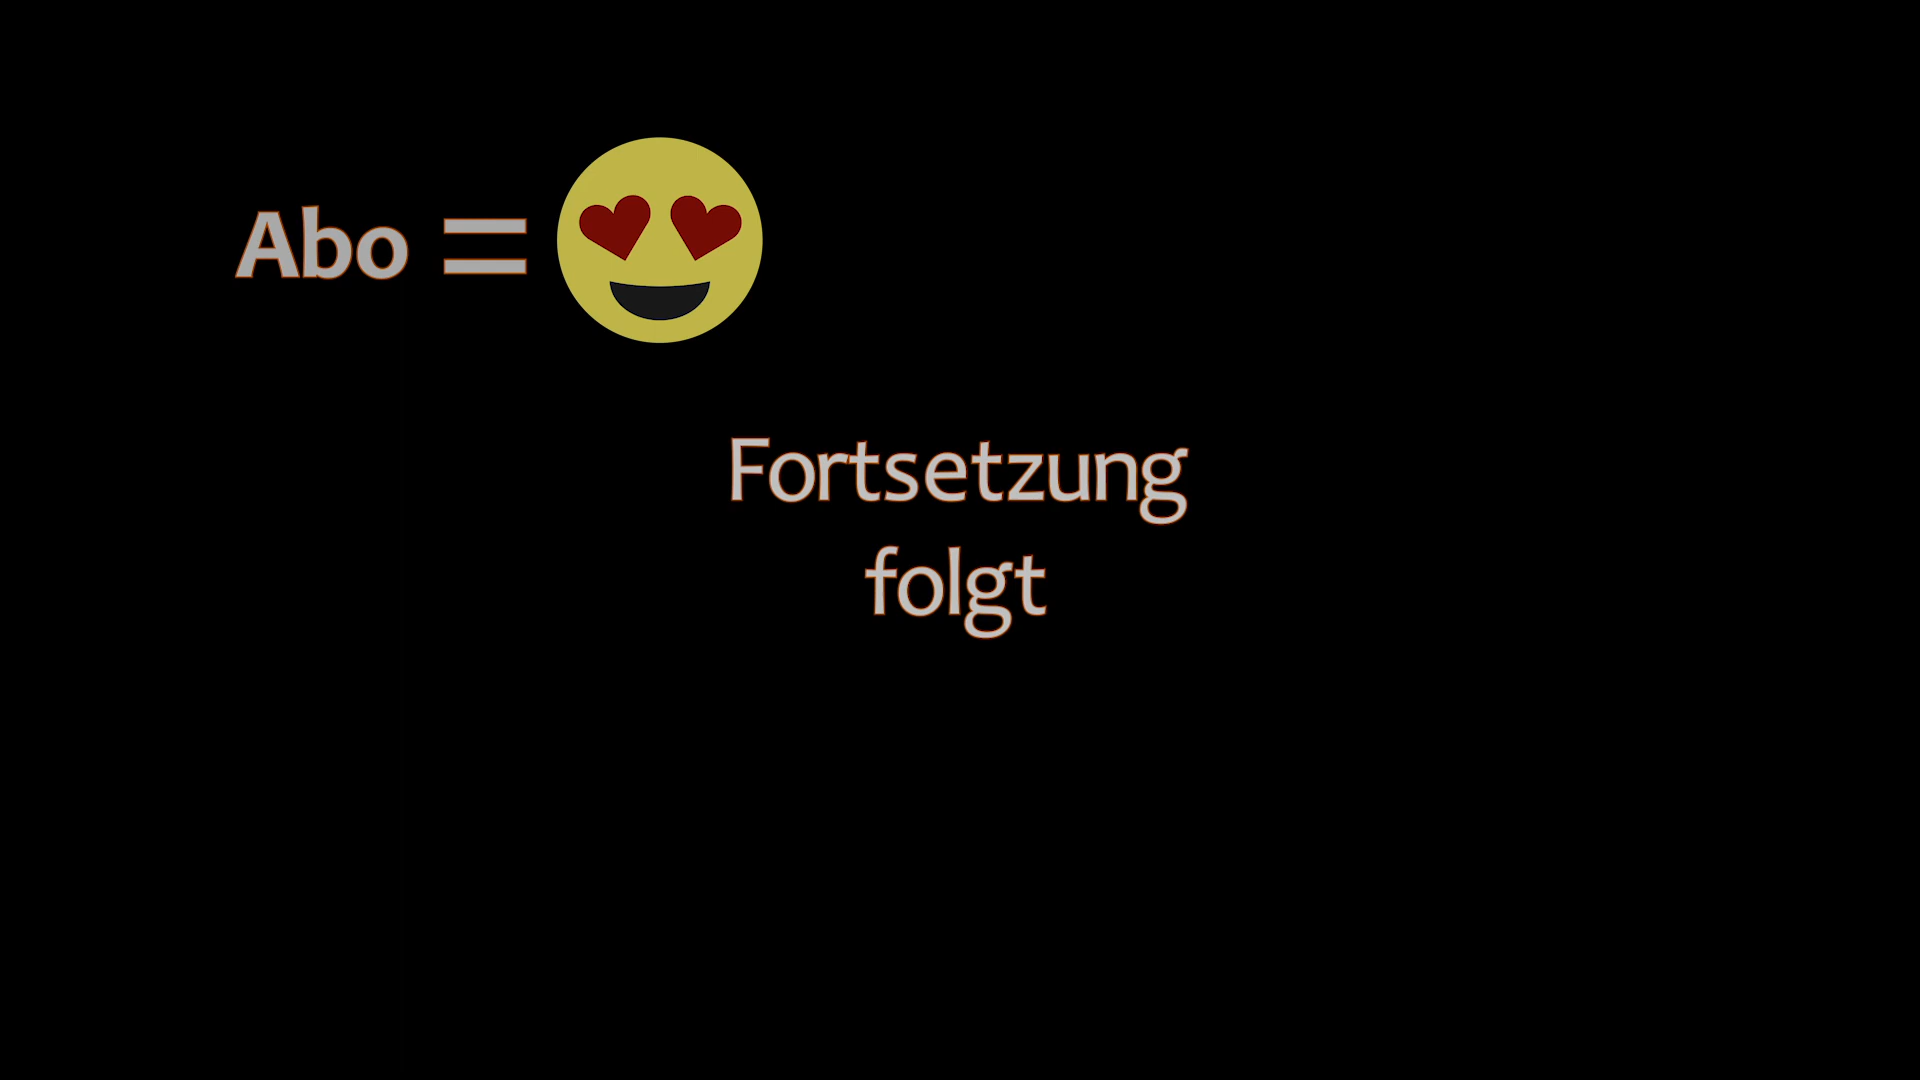 Abo = 😍
Fortsetzung
folgt